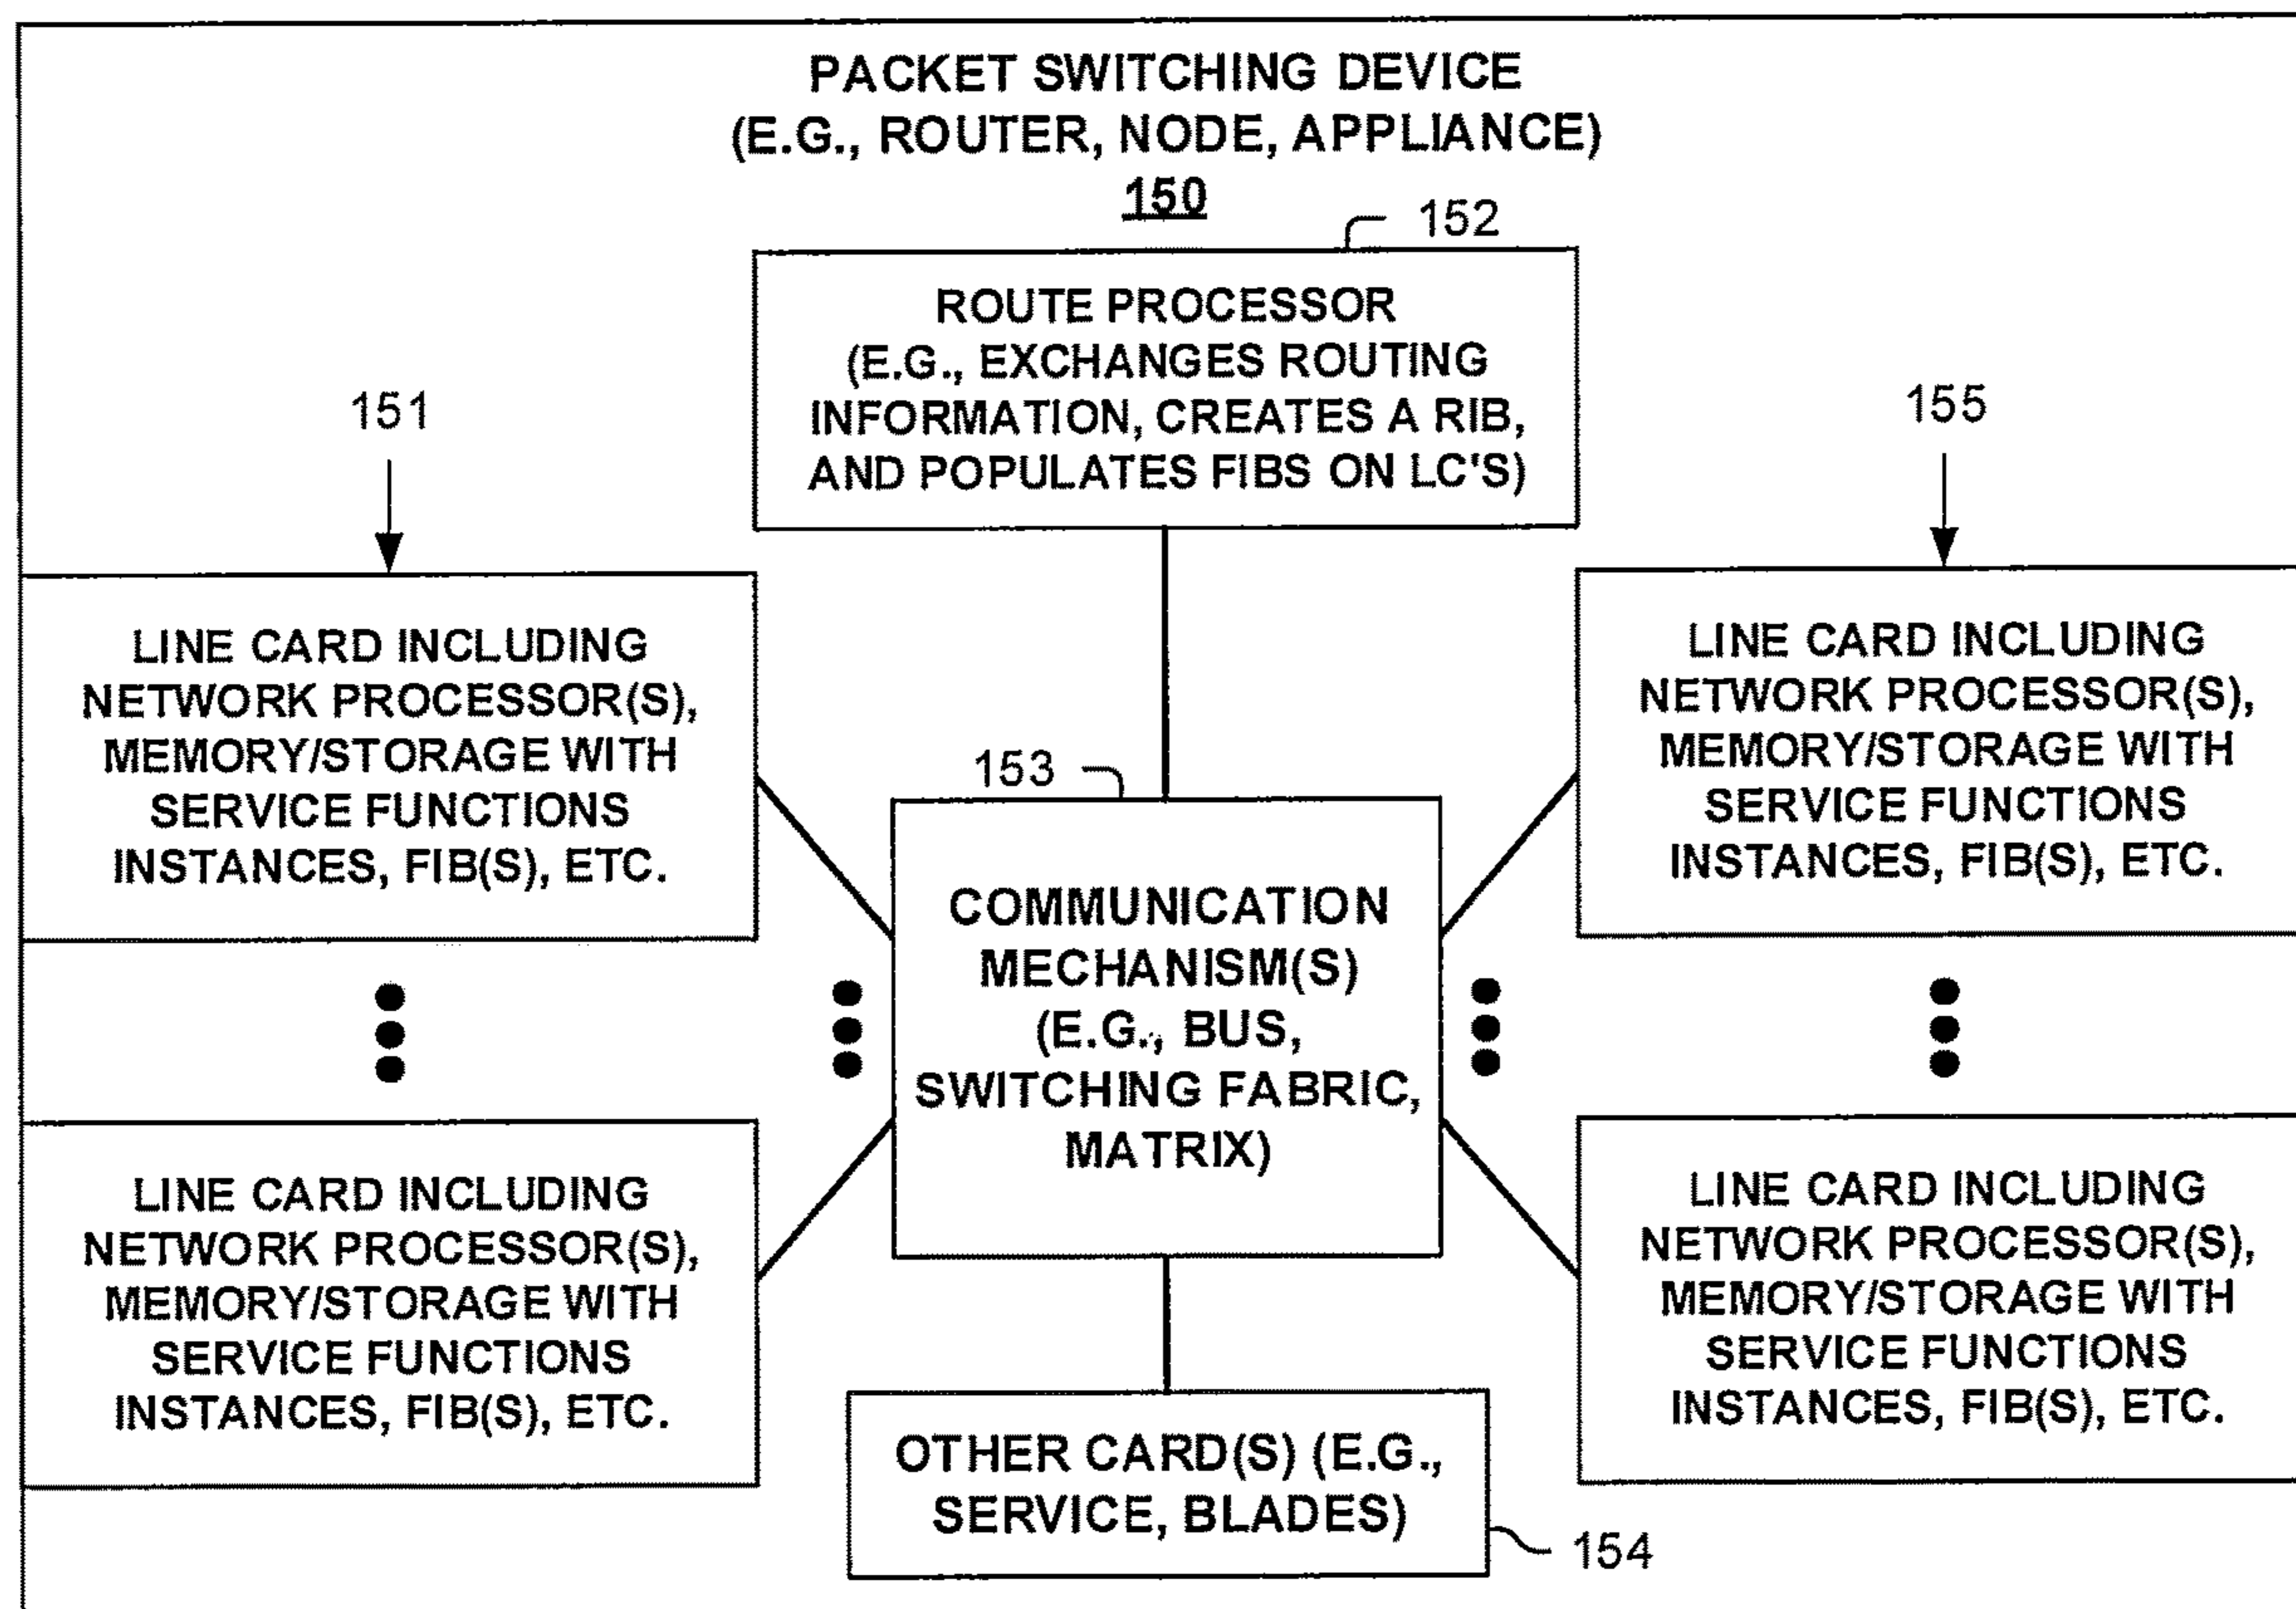 PACKET SWITCHING DEVICE
(E.G., ROUTER, NODE, APPLIANCE)
150
152
ROUTE PROCESSOR
(E.G., EXCHANGES ROUTING
INFORMATION, CREATES A RIB,
AND POPULATES FIBS ON LC'S)
151
155
LINE CARD INCLUDING
NETWORK PROCESSOR(S),
MEMORY/STORAGE WITH
SERVICE FUNCTIONS
INSTANCES, FIB(S), ETC.
LINE CARD INCLUDING
NETWORK PROCESSOR(S),
MEMORY/STORAGE WITH
SERVICE FUNCTIONS
INSTANCES, FIB(S), ETC.
153
COMMUNICATION
MECHANISM(S)
(E.G., BUS,
SWITCHING FABRIC,
MATRIX)
LINE CARD INCLUDING
NETWORK PROCESSOR(S),
MEMORY/STORAGE WITH
SERVICE FUNCTIONS
INSTANCES, FIB(S), ETC.
LINE CARD INCLUDING
NETWORK PROCESSOR(S),
MEMORY/STORAGE WITH
SERVICE FUNCTIONS
INSTANCES, FIB(S), ETC.
OTHER CARD(S) (E.G.,
SERVICE, BLADES)
154